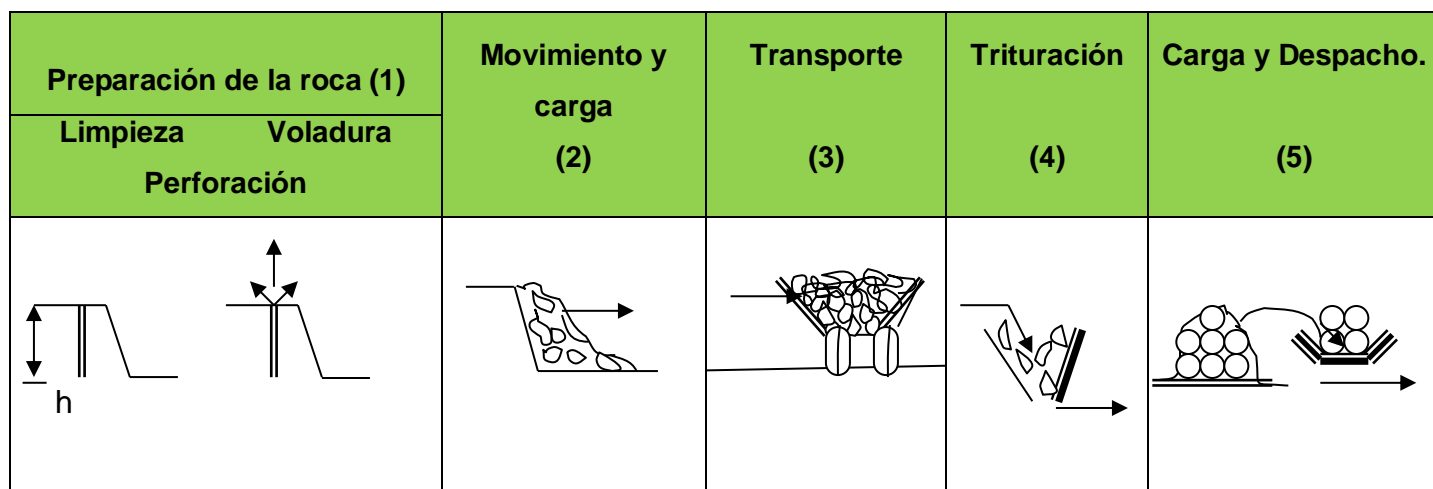 Preparación de la roca (1)
Limpieza Voladura
Perforación
Movimiento y
carga
(2)
Transporte
(3)
Trituración
(4)
Carga y Despacho.
(5)
h